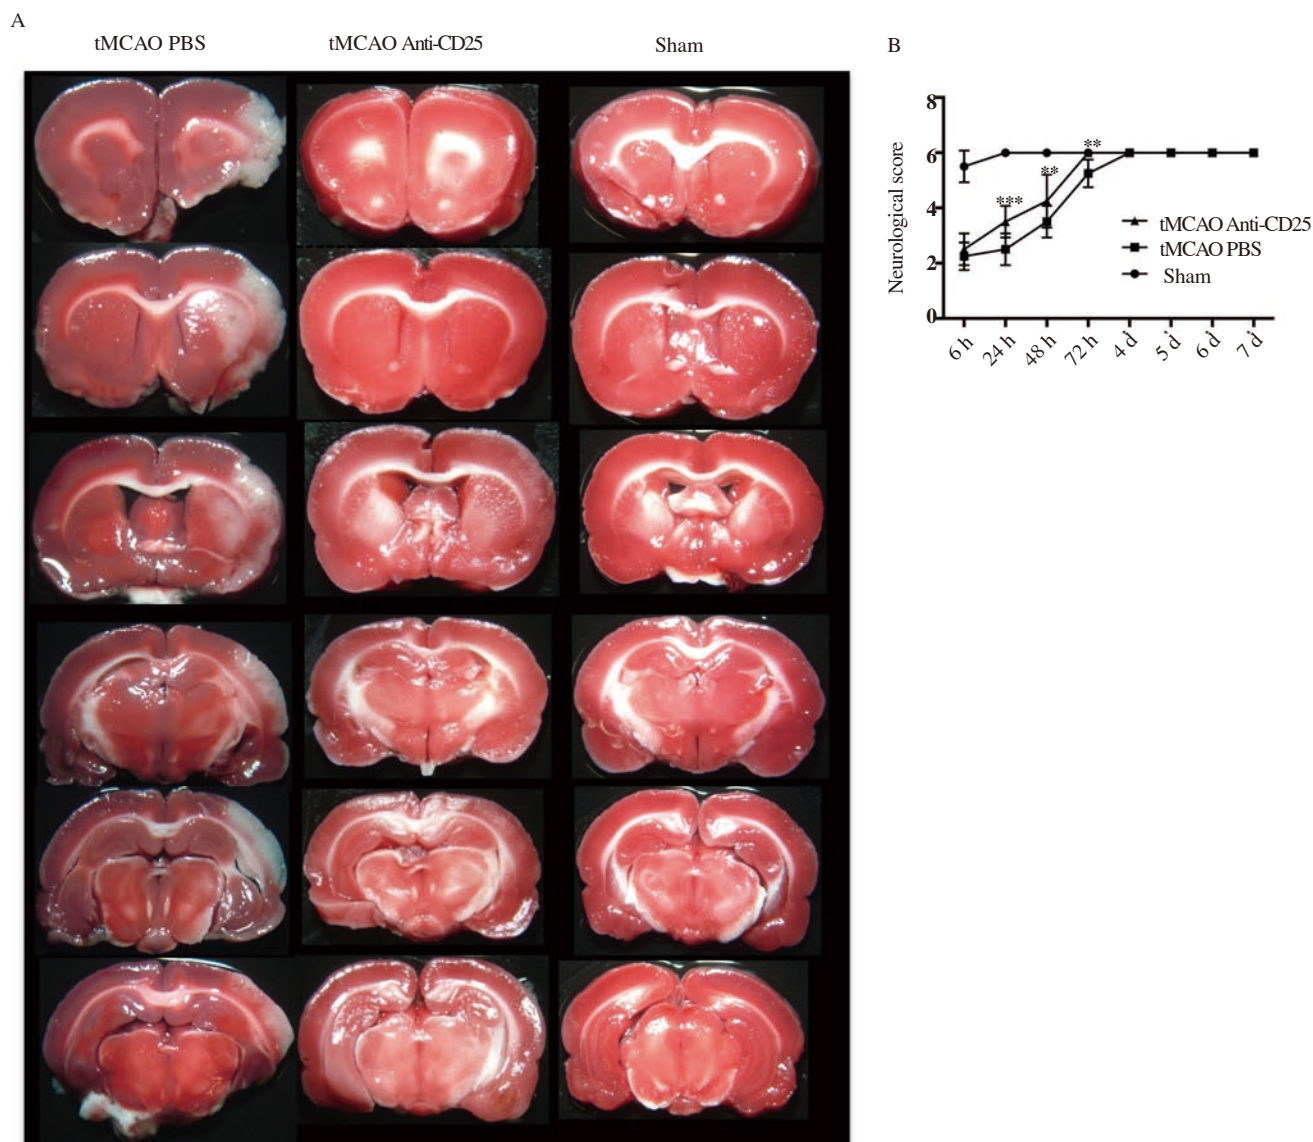 A
tMCAO PBS
tMCAO Anti-CD25
Sham
B
8
6
4
2
0
Neurological score
***
**
**
tMCAO Anti-CD25
tMCAO PBS
Sham
6 h
24 h
48 h
72 h
4 d
5 d
6 d
7 d